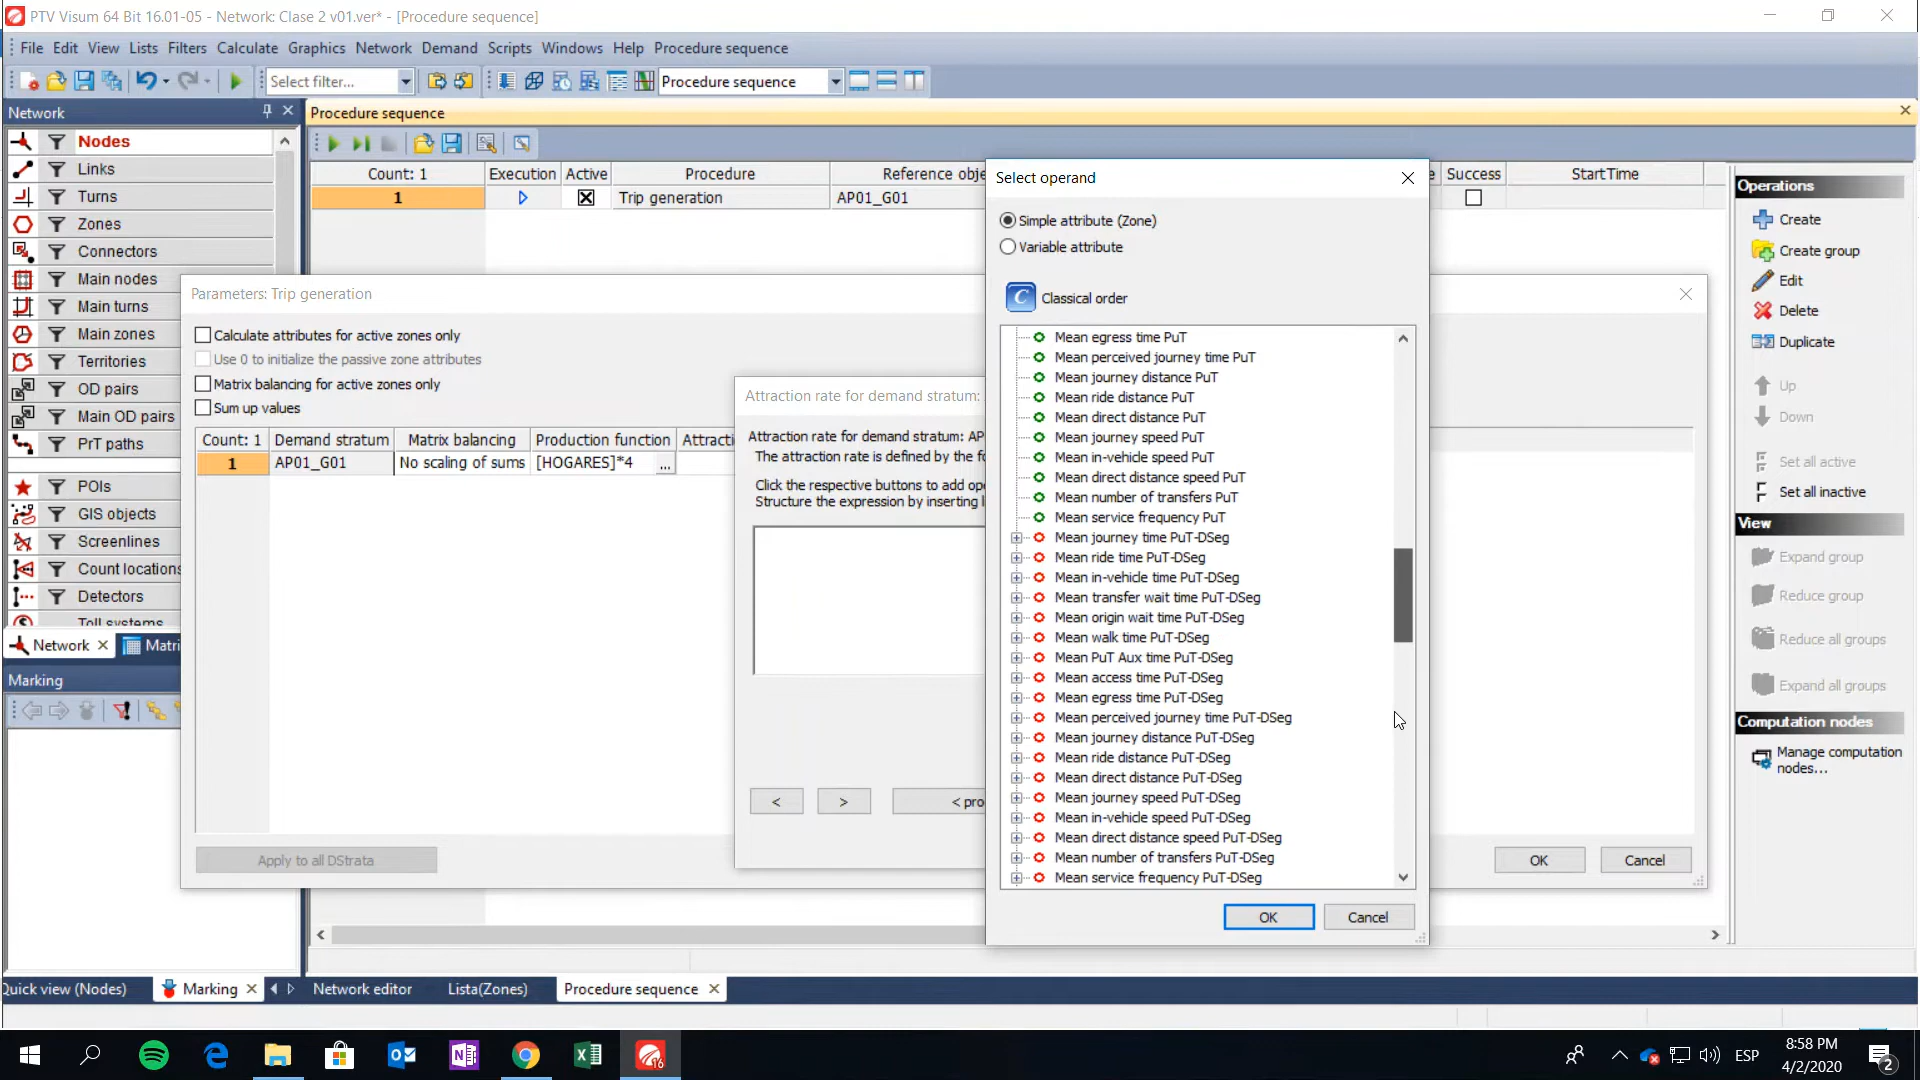 PTV Visum 64 Bit 16.01-05 - Network: Clase 2 v01.ver* - [Procedure sequence]
File Edit View Lists Filters Calculate Graphics Network Demand Scripts Windows Help Procedure sequence
Select filter... Procedure sequence
Network
Procedure sequence
Nodes
Links
Turns
Zones
Connectors
Main nodes
Main turns
Main zones
Territories
OD pairs
Main OD pairs
PrT paths
POIs
GIS objects
Screenlines
Count locations
Detectors
Toll systems
Network Matri
Marking
Count: 1 Execution Active Procedure Reference obje Success StartTime
1 Trip generation AP01_G01
Parameters: Trip generation
Calculate attributes for active zones only
Use 0 to initialize the passive zone attributes
Matrix balancing for active zones only
Sum up values
Count: 1 Demand stratum Matrix balancing Production function Attracti
1 AP01_G01 No scaling of sums [HOGARES]*4 ...
Apply to all DStrata
OK Cancel
Attraction rate for demand stratum:
Attraction rate for demand stratum: AP
The attraction rate is defined by the fo
Click the respective buttons to add ope
Structure the expression by inserting l
< > < pro
Select operand
Simple attribute (Zone)
Variable attribute
C Classical order
Mean egress time PuT
Mean perceived journey time PuT
Mean journey distance PuT
Mean ride distance PuT
Mean direct distance PuT
Mean journey speed PuT
Mean in-vehicle speed PuT
Mean direct distance speed PuT
Mean number of transfers PuT
Mean service frequency PuT
Mean journey time PuT-DSeg
Mean ride time PuT-DSeg
Mean in-vehicle time PuT-DSeg
Mean transfer wait time PuT-DSeg
Mean origin wait time PuT-DSeg
Mean walk time PuT-DSeg
Mean PuT Aux time PuT-DSeg
Mean access time PuT-DSeg
Mean egress time PuT-DSeg
Mean perceived journey time PuT-DSeg
Mean journey distance PuT-DSeg
Mean ride distance PuT-DSeg
Mean direct distance PuT-DSeg
Mean journey speed PuT-DSeg
Mean in-vehicle speed PuT-DSeg
Mean direct distance speed PuT-DSeg
Mean number of transfers PuT-DSeg
Mean service frequency PuT-DSeg
OK Cancel
Operations
Create
Create group
Edit
Delete
Duplicate
Up
Down
Set all active
Set all inactive
View
Expand group
Reduce group
Reduce all groups
Expand all groups
Computation nodes
Manage computation
nodes...
Quick view (Nodes) Marking Network editor Lista(Zones) Procedure sequence
ESP
8:58 PM
4/2/2020
2